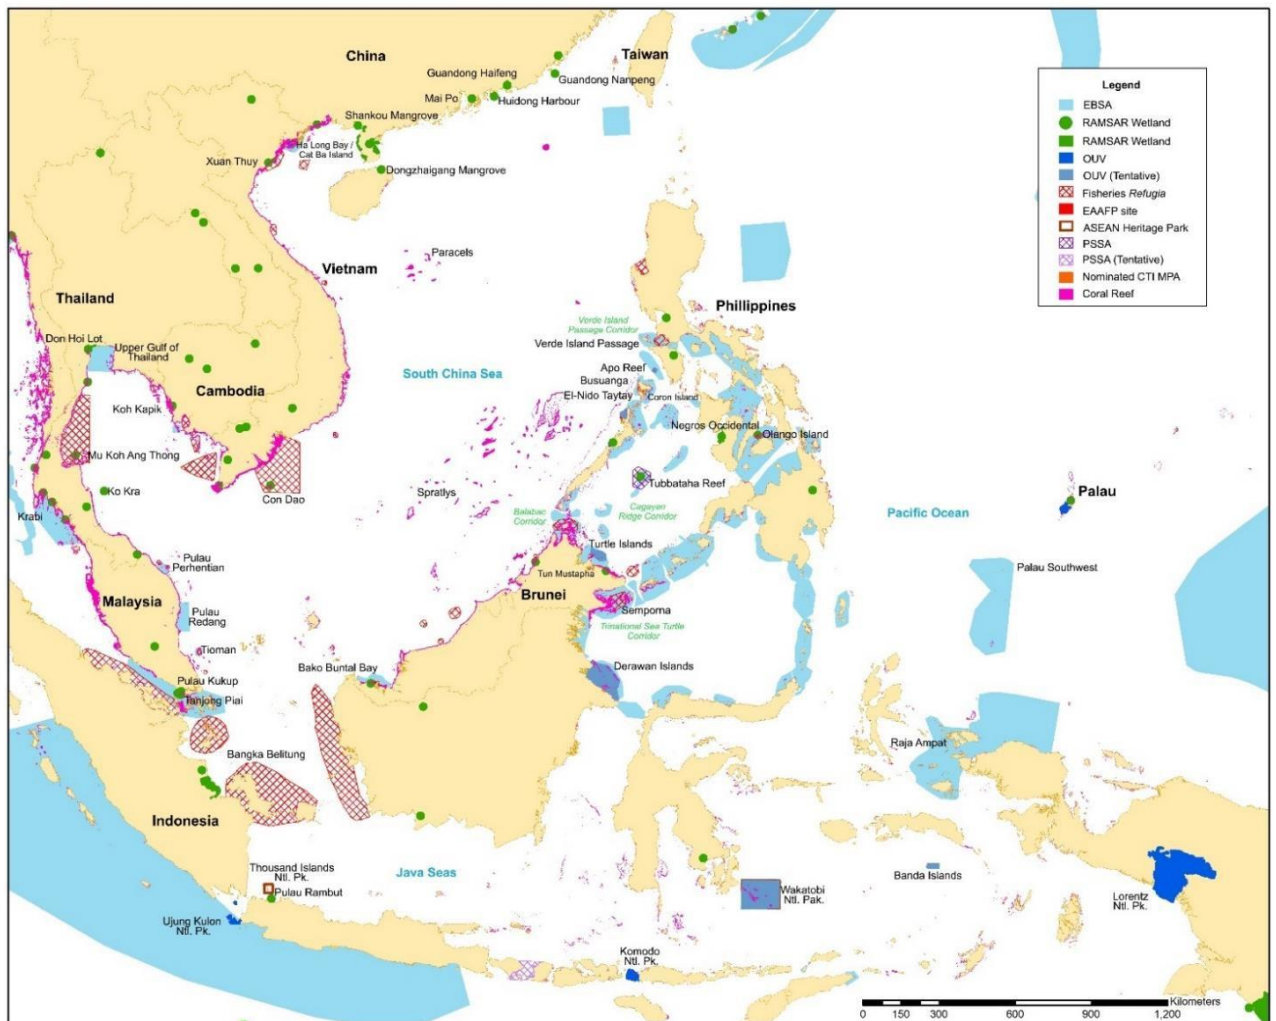 China
Taiwan
Guandong Haifeng
Guandong Nanpeng
Mai Po
Huidong Harbour
Shankou Mangrove
Ha Long Bay /
Cat Ba Island
Xuan Thuy
Dongzhaigang Mangrove
Legend
EBSA
RAMSAR Wetland
RAMSAR Wetland
OUV
OUV (Tentative)
Fisheries Refugia
EAAFP site
ASEAN Heritage Park
PSSA
PSSA (Tentative)
Nominated CTI MPA
Coral Reef
Paracels
Vietnam
Thailand
Phillippines
Verde Island
Passage Corridor
Verde Island Passage
Don Hoi Lot
Upper Gulf of
Thailand
Apo Reef
Busuanga
El-Nido Taytay
Coron Island
South China Sea
Cambodia
Koh Kapik
Negros Occidental
Olango Island
Mu Koh Ang Thong
Ko Kra
Con Dao
Spratlys
Tubbataha Reef
Palau
Krabi
Balabac
Corridor
Cagayan
Ridge Corridor
Pacific Ocean
Turtle Islands
Pulau
Perhentian
Tun Mustapha
Palau Southwest
Malaysia
Brunei
Pulau
Redang
Semporna
Trinational Sea Turtle
Corridor
Tioman
Bako Buntal Bay
Derawan Islands
Pulau Kukup
Tanjong Piai
Bangka Belitung
Raja Ampat
Indonesia
Thousand Islands
Ntl. Pk.
Pulau Rambut
Java Seas
Banda Islands
Wakatobi
Ntl. Pak.
Lorentz
Ntl. Pk.
Ujung Kulon
Ntl. Pk.
Komodo
Ntl. Pk.
Kilometers
0 150 300 600 900 1,200